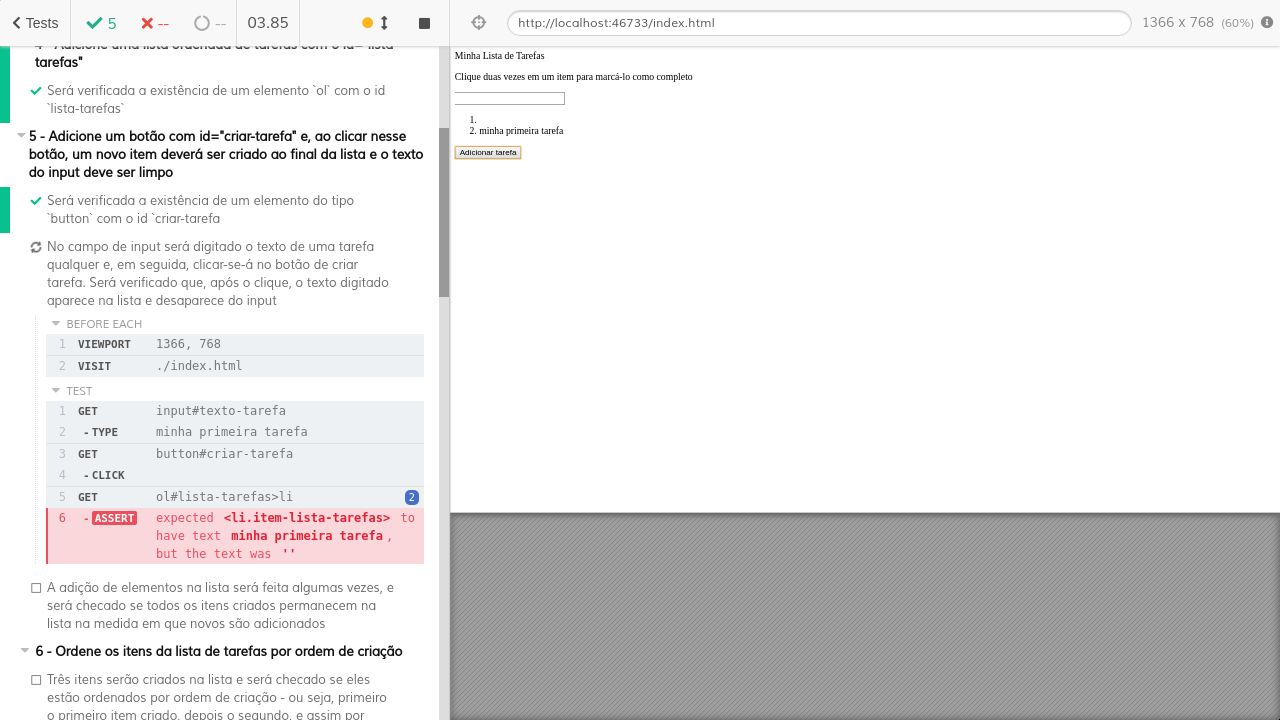 Tests
5
--
--
03.85
http://localhost:46733/index.html
1366 x 768 (60%)
4 - Adicione uma lista ordenada de tarefas com o id="lista-
tarefas"
Será verificada a existência de um elemento `ol` com o id
`lista-tarefas`
5 - Adicione um botão com id="criar-tarefa" e, ao clicar nesse
botão, um novo item deverá ser criado ao final da lista e o texto
do input deve ser limpo
Será verificada a existência de um elemento do tipo
`button` com o id `criar-tarefa
No campo de input será digitado o texto de uma tarefa
qualquer e, em seguida, clicar-se-á no botão de criar
tarefa. Será verificado que, após o clique, o texto digitado
aparece na lista e desaparece do input
BEFORE EACH
1 VIEWPORT 1366, 768
2 VISIT ./index.html
TEST
1 GET input#texto-tarefa
2 -TYPE minha primeira tarefa
3 GET button#criar-tarefa
4 -CLICK
5 GET ol#lista-tarefas>li 2
6 -ASSERT expected <li.item-lista-tarefas> to
have text minha primeira tarefa,
but the text was ''
A adição de elementos na lista será feita algumas vezes, e
será checado se todos os itens criados permanecem na
lista na medida em que novos são adicionados
6 - Ordene os itens da lista de tarefas por ordem de criação
Três itens serão criados na lista e será checado se eles
estão ordenados por ordem de criação - ou seja, primeiro
o primeiro item criado, depois o segundo, e assim por
Minha Lista de Tarefas
Clique duas vezes em um item para marcá-lo como completo
1.
2. minha primeira tarefa
Adicionar tarefa